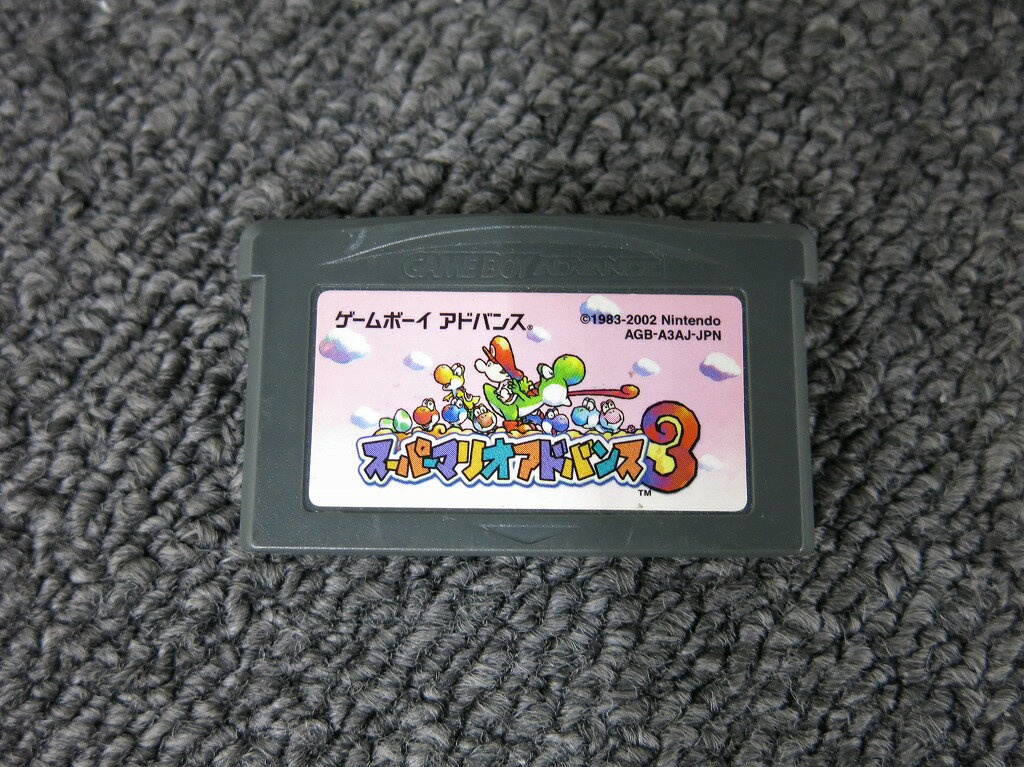 GAME BOY ADVANCE
ゲームボーイ アドバンス®
©1983-2002 Nintendo
AGB-A3AJ-JPN
スーパーマリオアドバンス3
TM